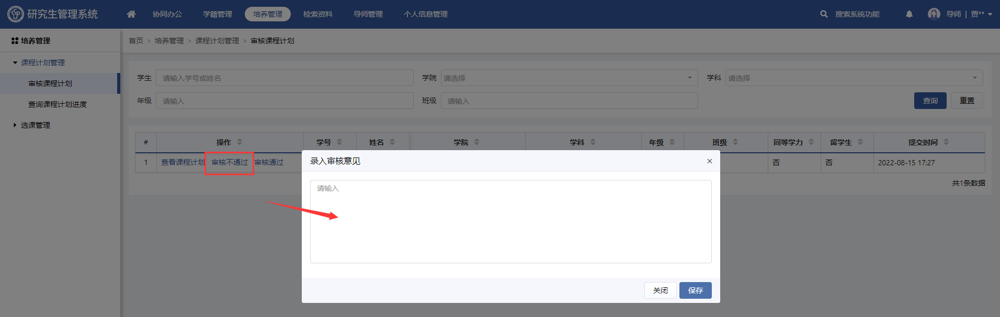 研究生管理系统
协同办公 学籍管理 培养管理 检索资料 导师管理 个人信息管理
搜索系统功能
导师 | 贾**
培养管理
首页 > 培养管理 > 课程计划管理 > 审核课程计划
课程计划管理
审核课程计划
查询课程计划进度
选课管理
学生 请输入学号或姓名 学院 请选择 学科 请选择
年级 请输入 班级 请输入 查询 重置
# 操作 学号 姓名 学院 学科 年级 班级 同等学力 留学生 提交时间
1 查看课程计划 审核不通过 审核通过 否 否 2022-08-15 17:27
共1条数据
录入审核意见 ×
请输入
关闭 保存